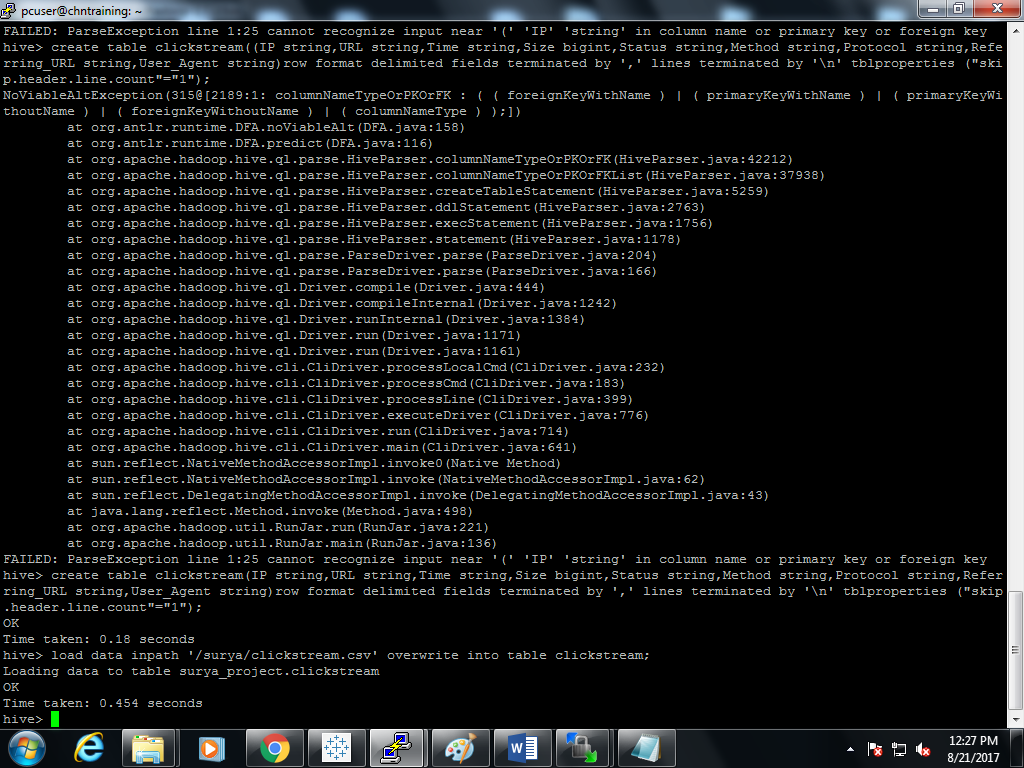 pcuser@chntraining: ~
FAILED: ParseException line 1:25 cannot recognize input near '(' 'IP' 'string' in column name or primary key or foreign key
hive> create table clickstream((IP string,URL string,Time string,Size bigint,Status string,Method string,Protocol string,Refe
rring_URL string,User_Agent string)row format delimited fields terminated by ',' lines terminated by '\n' tblproperties ("ski
p.header.line.count"="1");
NoViableAltException(315@[2189:1: columnNameTypeOrPKOrFK : ( ( foreignKeyWithName ) | ( primaryKeyWithName ) | ( primaryKeyWi
thoutName ) | ( foreignKeyWithoutName ) | ( columnNameType ) );])
at org.antlr.runtime.DFA.noViableAlt(DFA.java:158)
at org.antlr.runtime.DFA.predict(DFA.java:116)
at org.apache.hadoop.hive.ql.parse.HiveParser.columnNameTypeOrPKOrFK(HiveParser.java:42212)
at org.apache.hadoop.hive.ql.parse.HiveParser.columnNameTypeOrPKOrFKList(HiveParser.java:37938)
at org.apache.hadoop.hive.ql.parse.HiveParser.createTableStatement(HiveParser.java:5259)
at org.apache.hadoop.hive.ql.parse.HiveParser.ddlStatement(HiveParser.java:2763)
at org.apache.hadoop.hive.ql.parse.HiveParser.execStatement(HiveParser.java:1756)
at org.apache.hadoop.hive.ql.parse.HiveParser.statement(HiveParser.java:1178)
at org.apache.hadoop.hive.ql.parse.ParseDriver.parse(ParseDriver.java:204)
at org.apache.hadoop.hive.ql.parse.ParseDriver.parse(ParseDriver.java:166)
at org.apache.hadoop.hive.ql.Driver.compile(Driver.java:444)
at org.apache.hadoop.hive.ql.Driver.compileInternal(Driver.java:1242)
at org.apache.hadoop.hive.ql.Driver.runInternal(Driver.java:1384)
at org.apache.hadoop.hive.ql.Driver.run(Driver.java:1171)
at org.apache.hadoop.hive.ql.Driver.run(Driver.java:1161)
at org.apache.hadoop.hive.cli.CliDriver.processLocalCmd(CliDriver.java:232)
at org.apache.hadoop.hive.cli.CliDriver.processCmd(CliDriver.java:183)
at org.apache.hadoop.hive.cli.CliDriver.processLine(CliDriver.java:399)
at org.apache.hadoop.hive.cli.CliDriver.executeDriver(CliDriver.java:776)
at org.apache.hadoop.hive.cli.CliDriver.run(CliDriver.java:714)
at org.apache.hadoop.hive.cli.CliDriver.main(CliDriver.java:641)
at sun.reflect.NativeMethodAccessorImpl.invoke0(Native Method)
at sun.reflect.NativeMethodAccessorImpl.invoke(NativeMethodAccessorImpl.java:62)
at sun.reflect.DelegatingMethodAccessorImpl.invoke(DelegatingMethodAccessorImpl.java:43)
at java.lang.reflect.Method.invoke(Method.java:498)
at org.apache.hadoop.util.RunJar.run(RunJar.java:221)
at org.apache.hadoop.util.RunJar.main(RunJar.java:136)
FAILED: ParseException line 1:25 cannot recognize input near '(' 'IP' 'string' in column name or primary key or foreign key
hive> create table clickstream(IP string,URL string,Time string,Size bigint,Status string,Method string,Protocol string,Refer
ring_URL string,User_Agent string)row format delimited fields terminated by ',' lines terminated by '\n' tblproperties ("skip
.header.line.count"="1");
OK
Time taken: 0.18 seconds
hive> load data inpath '/surya/clickstream.csv' overwrite into table clickstream;
Loading data to table surya_project.clickstream
OK
Time taken: 0.454 seconds
hive>
12:27 PM
8/21/2017